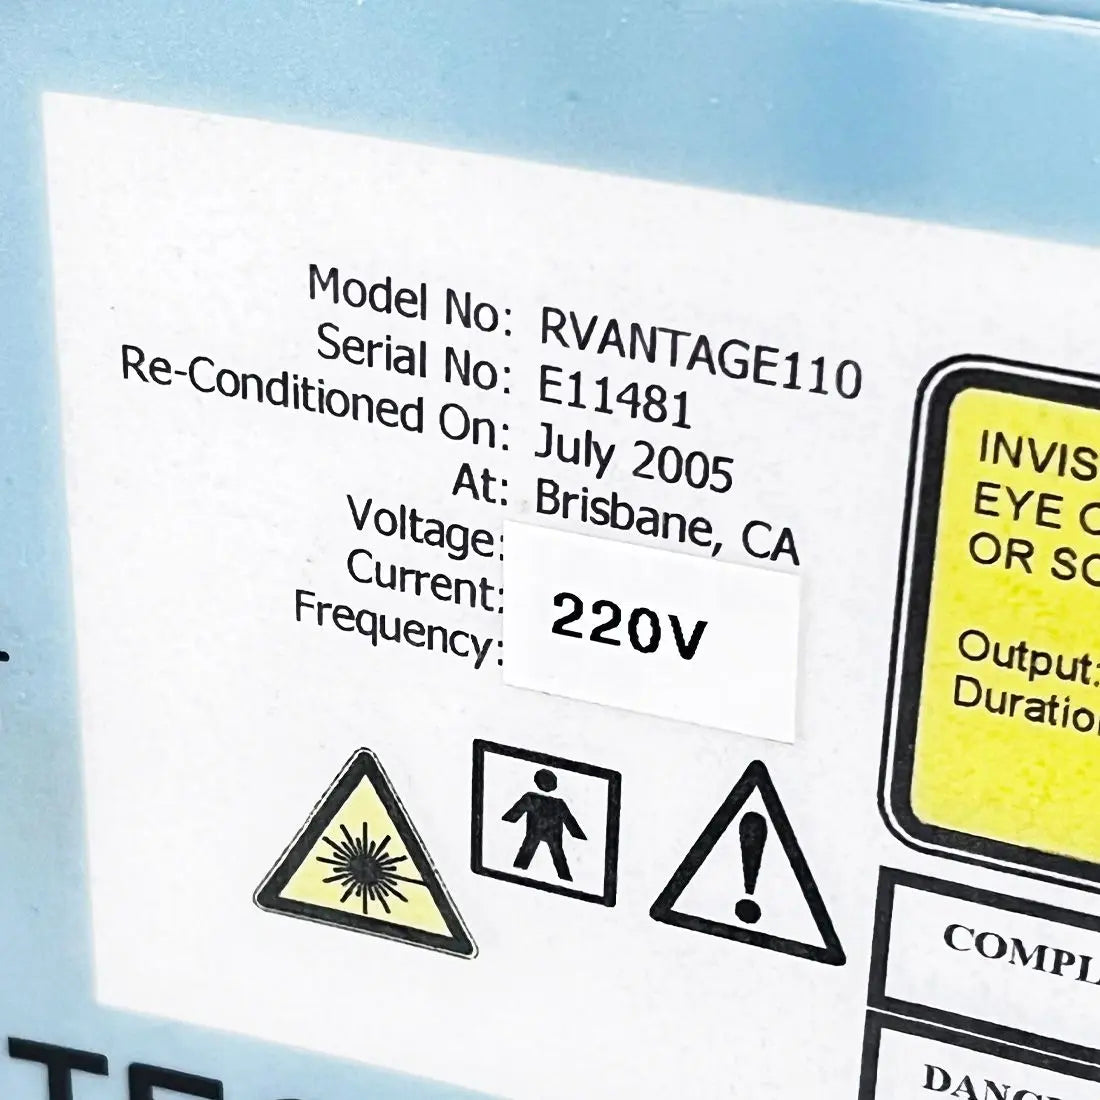 Model No: RVANTAGE110
Serial No: E11481
Re-Conditioned On: July 2005
At: Brisbane, CA
Voltage:
Current:
Frequency:
220V
INVIS
EYE
OR SC
Output:
Duratio
COMPL
DANG